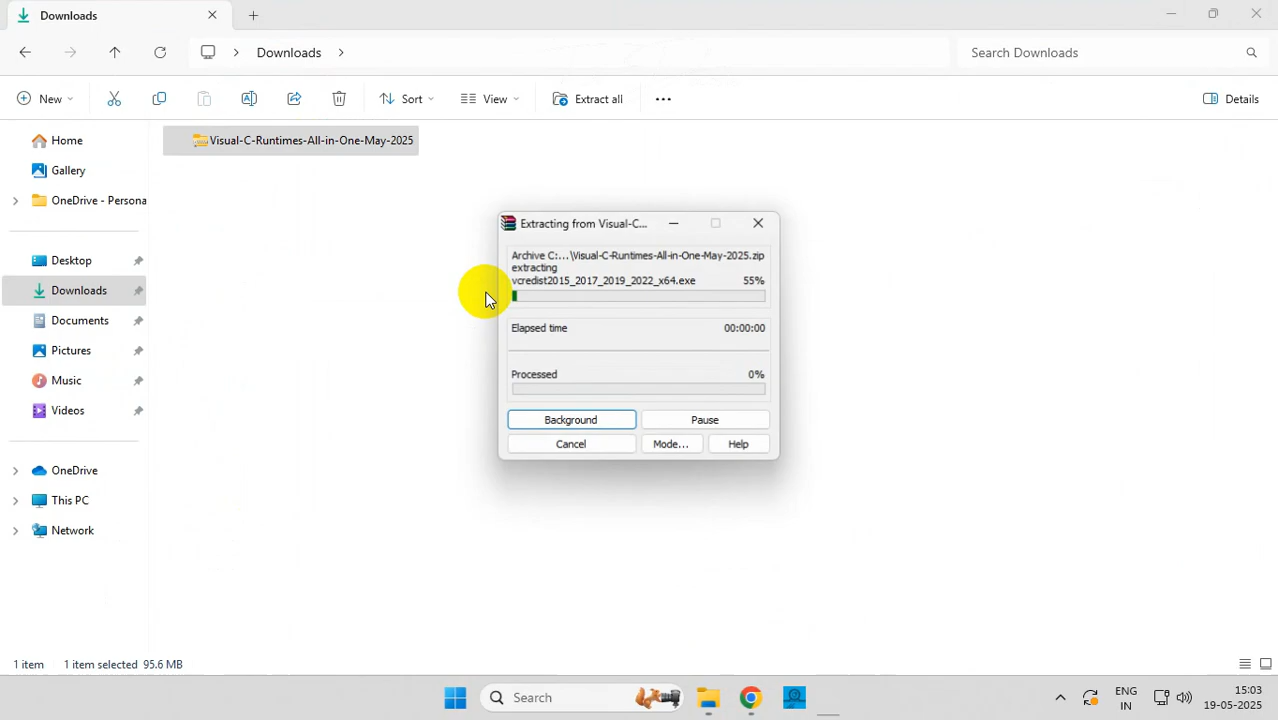 Downloads
Downloads
Search Downloads
New
Sort
View
Extract all
Details
Home
Gallery
OneDrive - Persona
Desktop
Downloads
Documents
Pictures
Music
Videos
OneDrive
This PC
Network
Visual-C-Runtimes-All-in-One-May-2025
Extracting from Visual-C...
Archive C:...\Visual-C-Runtimes-All-in-One-May-2025.zip
extracting
vcredist2015_2017_2019_2022_x64.exe 55%
Elapsed time 00:00:00
Processed 0%
Background Pause
Cancel Mode... Help
1 item 1 item selected 95.6 MB
Search
ENG
IN
15:03
19-05-2025